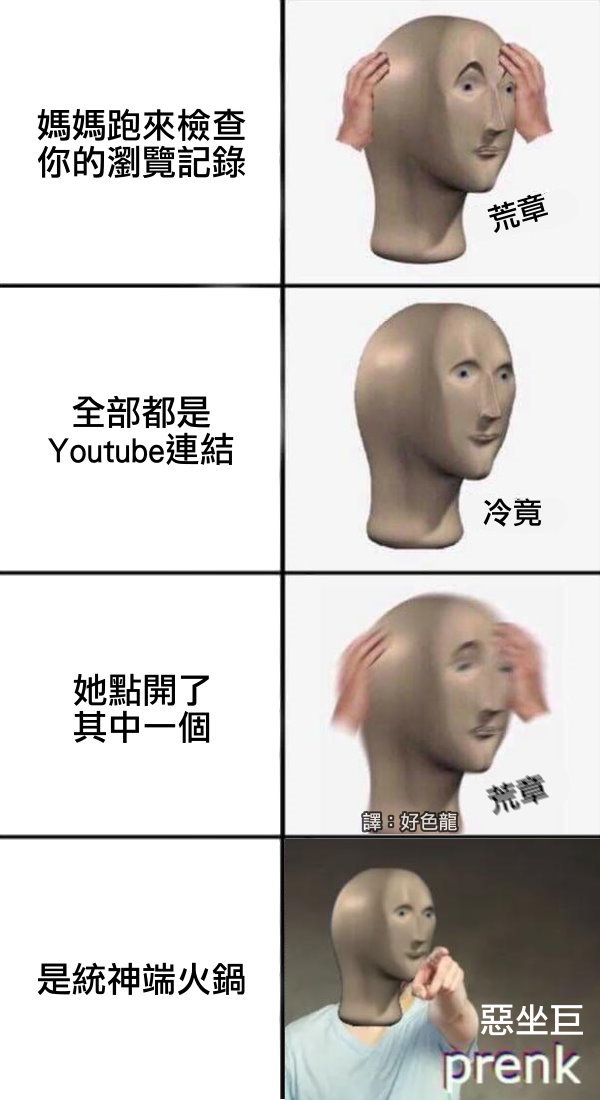 媽媽跑來檢查
你的瀏覽記錄
荒章
全部都是
Youtube連結
冷竟
她點開了
其中一個
荒章
譯：好色龍
是統神端火鍋
惡坐巨
prenk